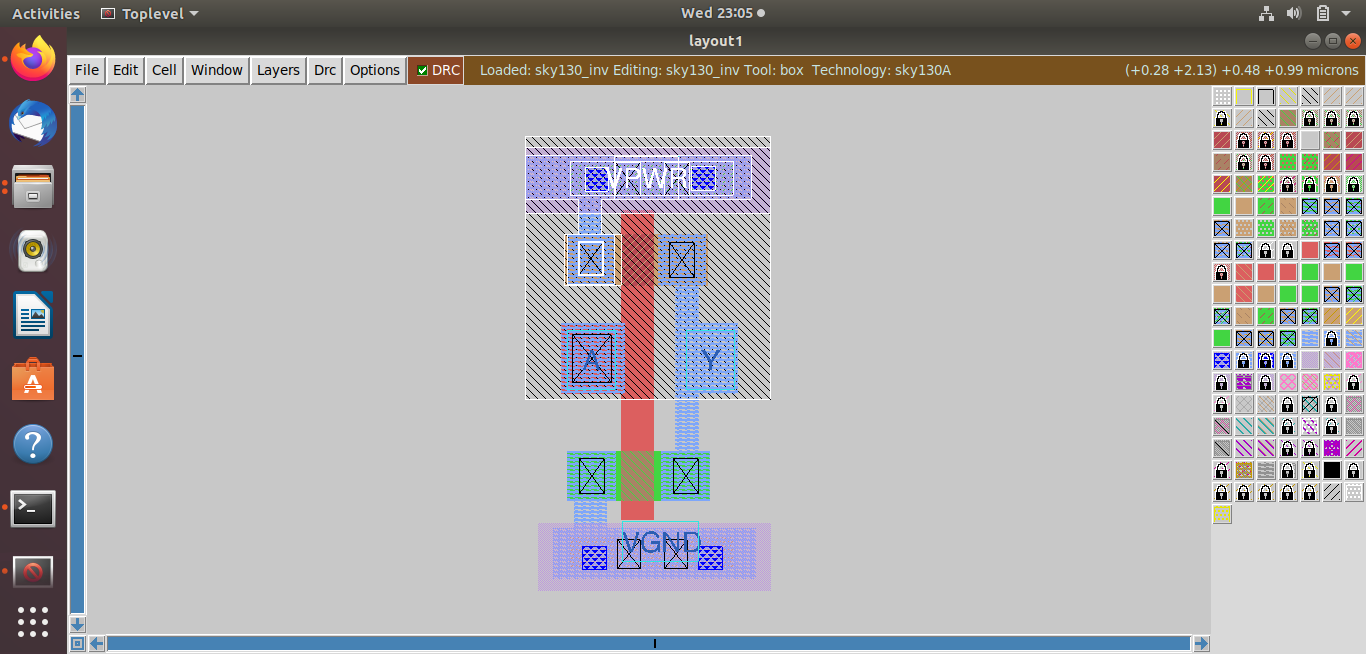 Activities Toplevel Wed 23:05
layout1
File Edit Cell Window Layers Drc Options DRC Loaded: sky130_inv Editing: sky130_inv Tool: box Technology: sky130A (+0.28 +2.13) +0.48 +0.99 microns
VPWR
A Y
VGND